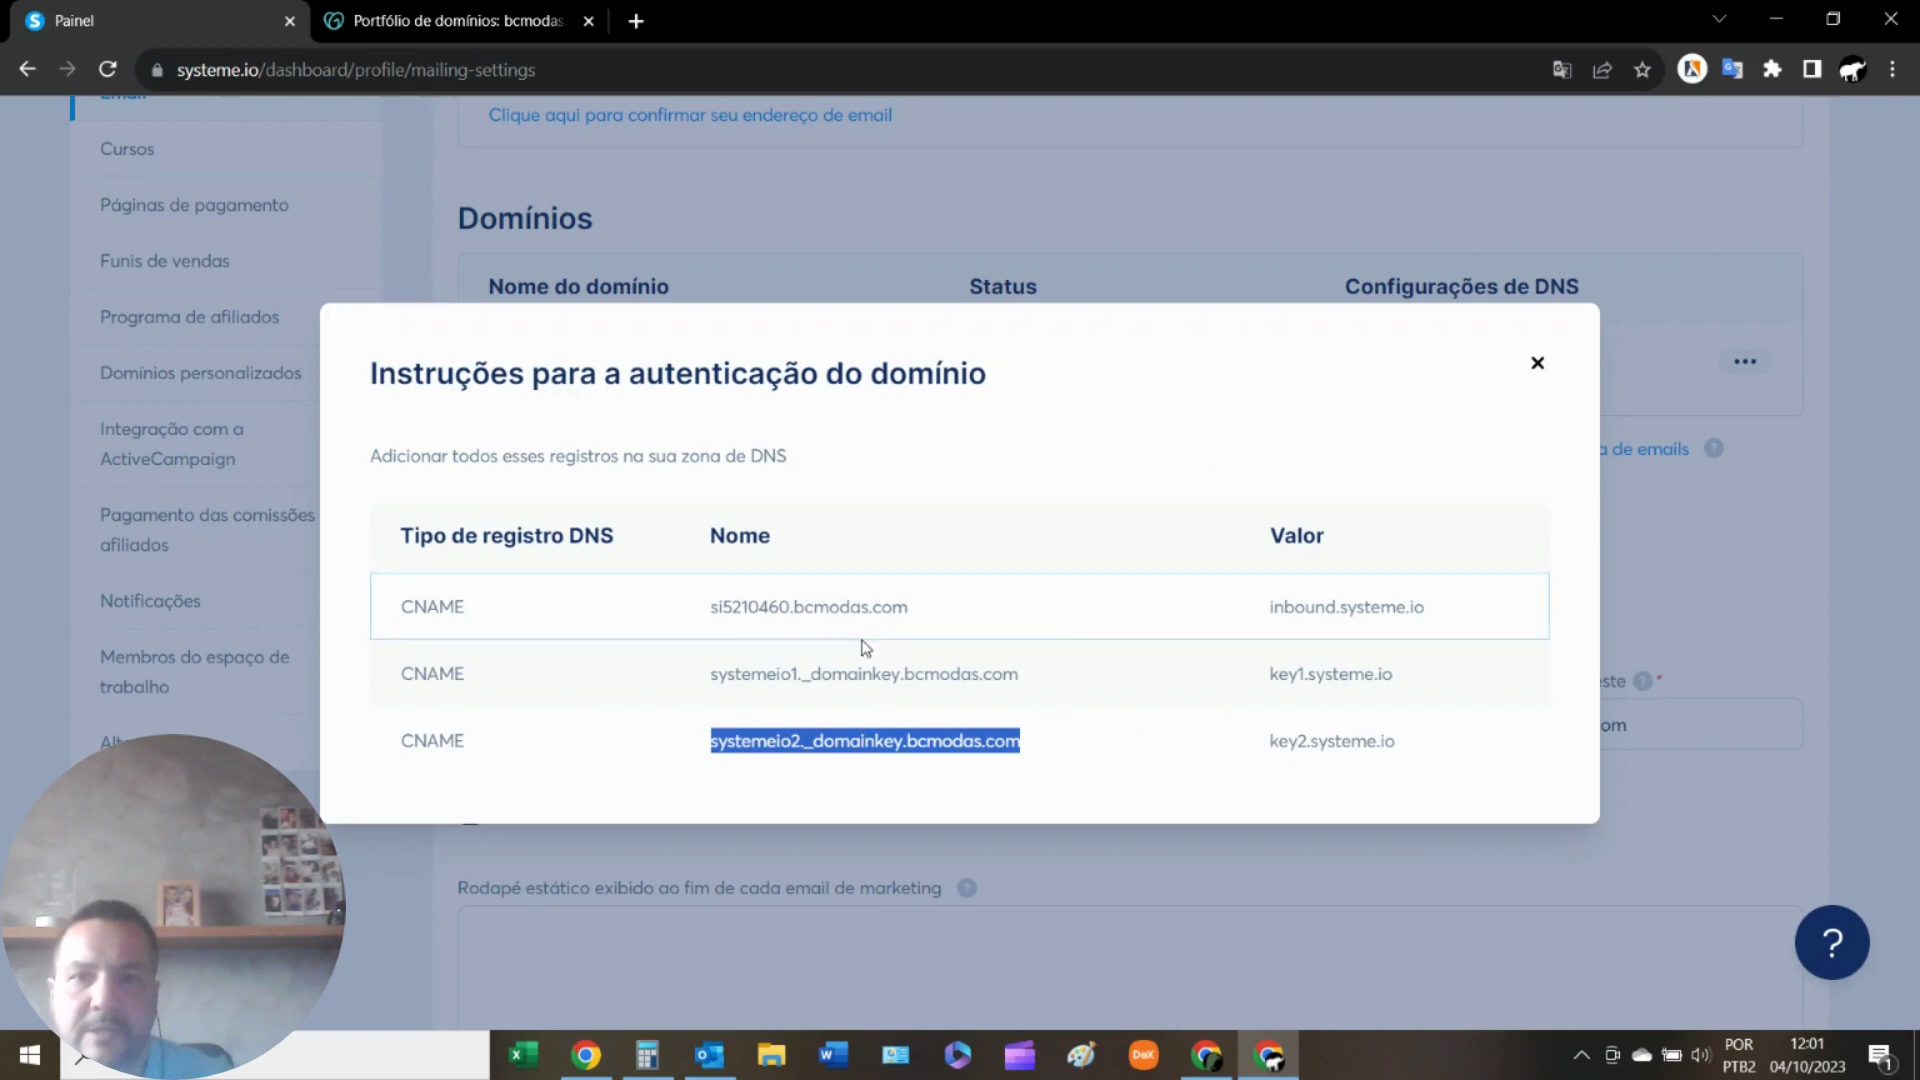 Painel
Portfólio de domínios: bcmodas
systeme.io/dashboard/profile/mailing-settings
Email
Clique aqui para confirmar seu endereço de email
Cursos
Páginas de pagamento
Domínios
Funis de vendas
Nome do domínio
Status
Configurações de DNS
Programa de afiliados
Domínios personalizados
Instruções para a autenticação do domínio
Integração com a
ActiveCampaign
a de emails
Adicionar todos esses registros na sua zona de DNS
Pagamento das comissões
afiliados
Tipo de registro DNS
Nome
Valor
Notificações
CNAME
si5210460.bcmodas.com
inbound.systeme.io
Membros do espaço de
trabalho
CNAME
systemeio1._domainkey.bcmodas.com
key1.systeme.io
este
*
om
CNAME
systemeio2._domainkey.bcmodas.com
key2.systeme.io
Rodapé estático exibido ao fim de cada email de marketing
?
POR
PTB2
12:01
04/10/2023
1